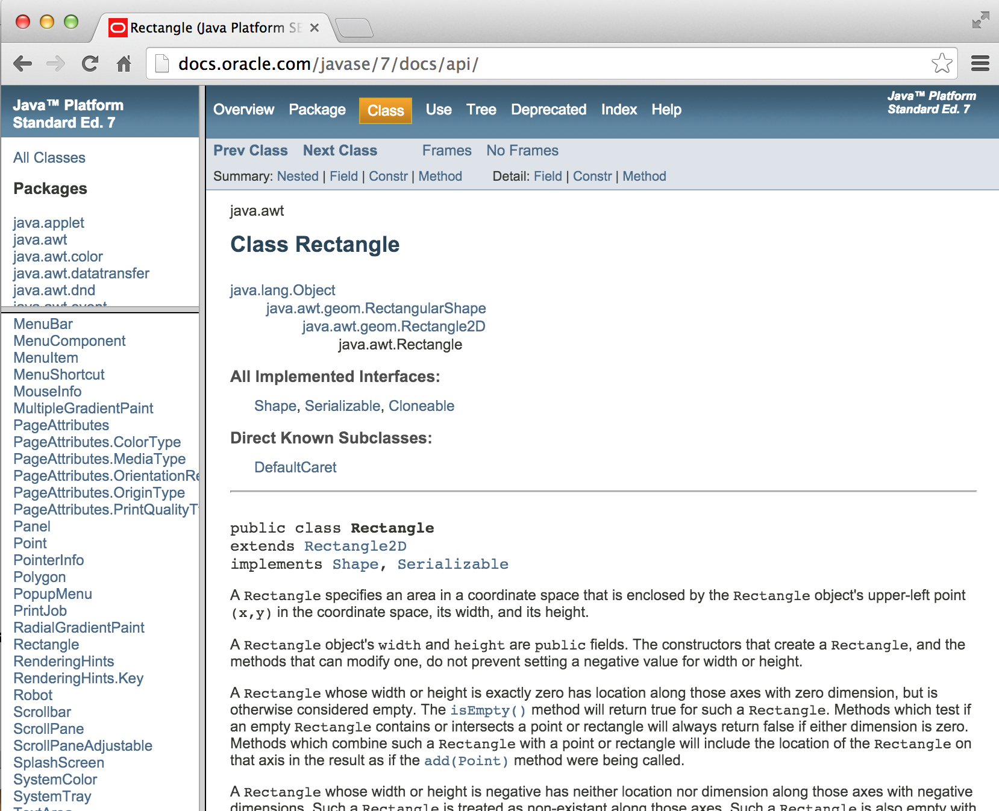 Rectangle (Java Platform SE
docs.oracle.com/javase/7/docs/api/
Java™ Platform
Standard Ed. 7
All Classes
Packages
java.applet
java.awt
java.awt.color
java.awt.datatransfer
java.awt.dnd
java.awt.event
MenuBar
MenuComponent
MenuItem
MenuShortcut
MouseInfo
MultipleGradientPaint
PageAttributes
PageAttributes.ColorType
PageAttributes.MediaType
PageAttributes.OrientationRe
PageAttributes.OriginType
PageAttributes.PrintQualityT
Panel
Point
PointerInfo
Polygon
PopupMenu
PrintJob
RadialGradientPaint
Rectangle
RenderingHints
RenderingHints.Key
Robot
Scrollbar
ScrollPane
ScrollPaneAdjustable
SplashScreen
SystemColor
SystemTray
Overview Package Class Use Tree Deprecated Index Help
Java™ Platform
Standard Ed. 7
Prev Class Next Class Frames No Frames
Summary: Nested | Field | Constr | Method Detail: Field | Constr | Method
java.awt
Class Rectangle
java.lang.Object
java.awt.geom.RectangularShape
java.awt.geom.Rectangle2D
java.awt.Rectangle
All Implemented Interfaces:
Shape, Serializable, Cloneable
Direct Known Subclasses:
DefaultCaret
public class Rectangle
extends Rectangle2D
implements Shape, Serializable
A Rectangle specifies an area in a coordinate space that is enclosed by the Rectangle object's upper-left point
(x,y) in the coordinate space, its width, and its height.
A Rectangle object's width and height are public fields. The constructors that create a Rectangle, and the
methods that can modify one, do not prevent setting a negative value for width or height.
A Rectangle whose width or height is exactly zero has location along those axes with zero dimension, but is
otherwise considered empty. The isEmpty() method will return true for such a Rectangle. Methods which test if
an empty Rectangle contains or intersects a point or rectangle will always return false if either dimension is zero.
Methods which combine such a Rectangle with a point or rectangle will include the location of the Rectangle on
that axis in the result as if the add(Point) method were being called.
A Rectangle whose width or height is negative has neither location nor dimension along those axes with negative
dimensions. Such a Rectangle is treated as non-existant along those axes. Such a Rectangle is also empty with